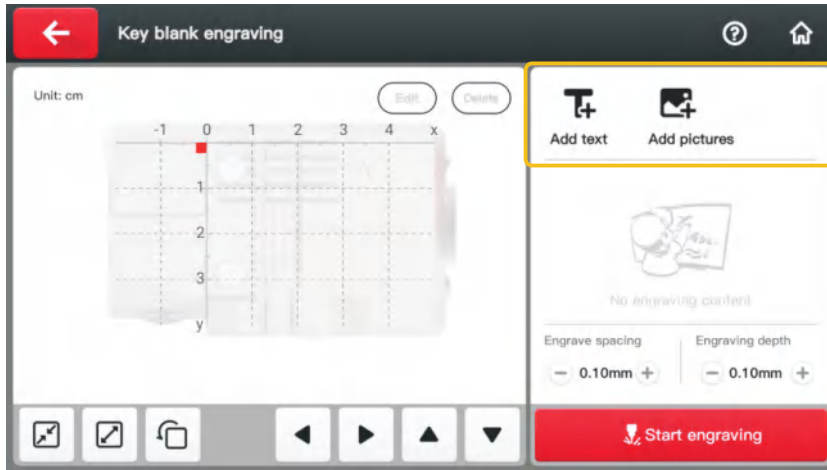 Key blank engraving
Unit: cm
Edit
Delete
-1 0 1 2 3 4 x
1
2
3
y
Add text
Add pictures
No engraving content
Engrave spacing
Engraving depth
0.10mm
0.10mm
Start engraving